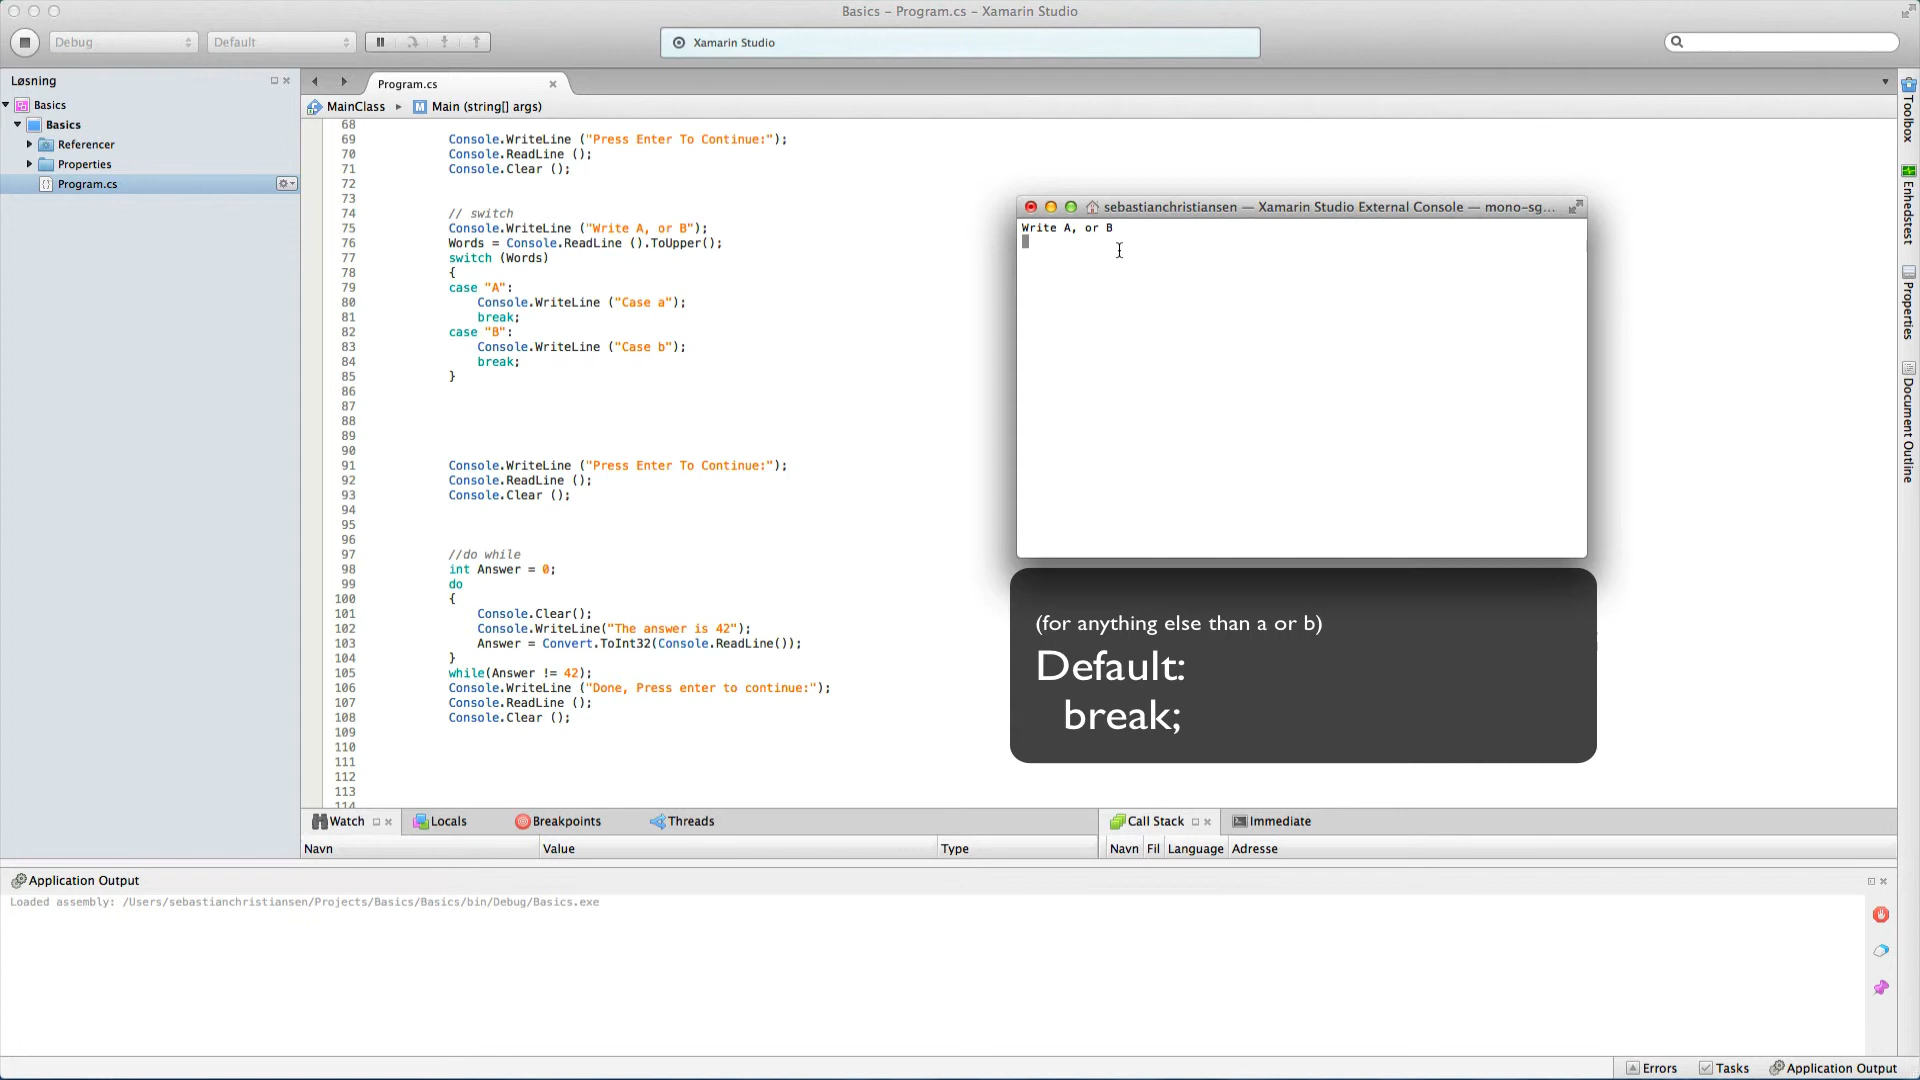 Basics – Program.cs – Xamarin Studio
Debug
Default
Xamarin Studio
Løsning
Basics
Basics
Referencer
Properties
Program.cs
Program.cs
MainClass
Main (string[] args)
68
69 Console.WriteLine ("Press Enter To Continue:");
70 Console.ReadLine ();
71 Console.Clear ();
72
73
74 // switch
75 Console.WriteLine ("Write A, or B");
76 Words = Console.ReadLine ().ToUpper();
77 switch (Words)
78 {
79 case "A":
80 Console.WriteLine ("Case a");
81 break;
82 case "B":
83 Console.WriteLine ("Case b");
84 break;
85 }
86
87
88
89
90
91 Console.WriteLine ("Press Enter To Continue:");
92 Console.ReadLine ();
93 Console.Clear ();
94
95
96
97 //do while
98 int Answer = 0;
99 do
100 {
101 Console.Clear();
102 Console.WriteLine("The answer is 42");
103 Answer = Convert.ToInt32(Console.ReadLine());
104 }
105 while(Answer != 42);
106 Console.WriteLine ("Done, Press enter to continue:");
107 Console.ReadLine ();
108 Console.Clear ();
109
110
111
112
113
114
sebastianchristiansen — Xamarin Studio External Console — mono-sg...
Write A, or B
(for anything else than a or b)
Default:
break;
Toolbox
Enhedstest
Properties
Document Outline
Watch
Locals
Breakpoints
Threads
Call Stack
Immediate
Navn
Value
Type
Navn
Fil
Language
Adresse
Application Output
Loaded assembly: /Users/sebastianchristiansen/Projects/Basics/Basics/bin/Debug/Basics.exe
Errors
Tasks
Application Output